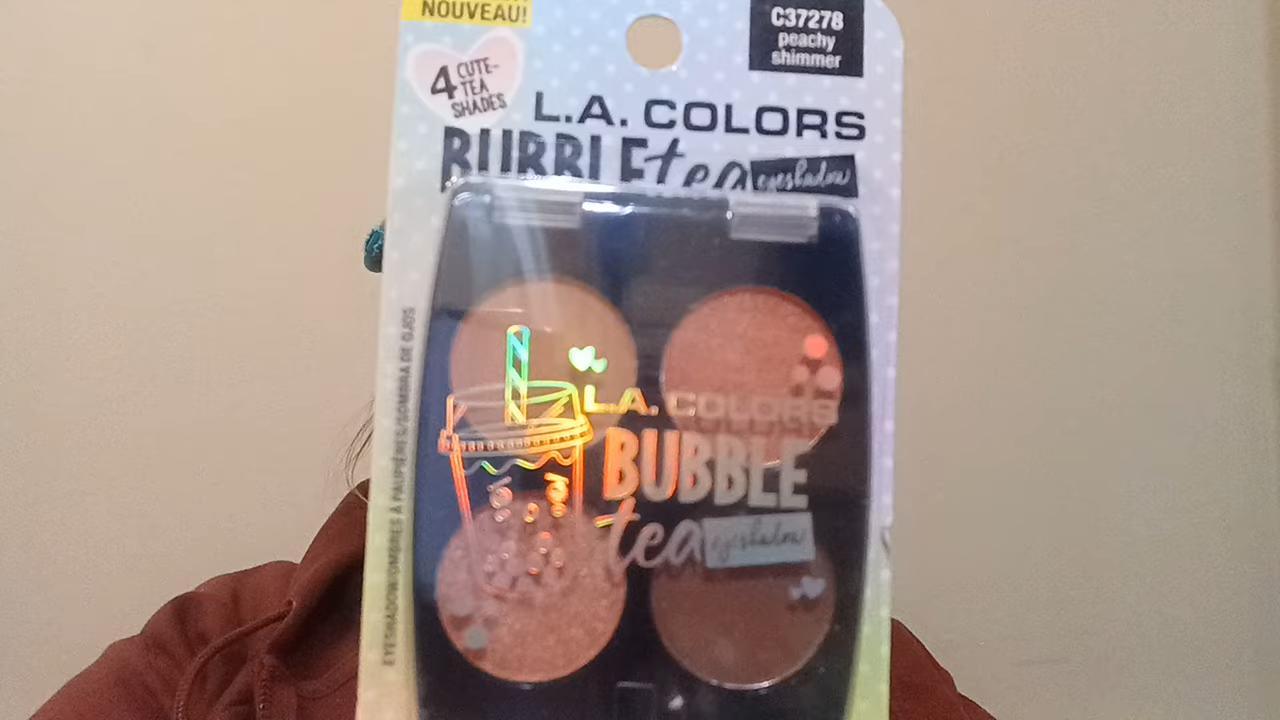 NOUVEAU!
C37278
peachy
shimmer
4 CUTE-
TEA
SHADES
L.A. COLORS
BUBBLE tea eyeshadow
L.A. COLORS
BUBBLE
tea eyeshadow
EYESHADOW/OMBRES À PAUPIÈRES/SOMBRA DE OJOS